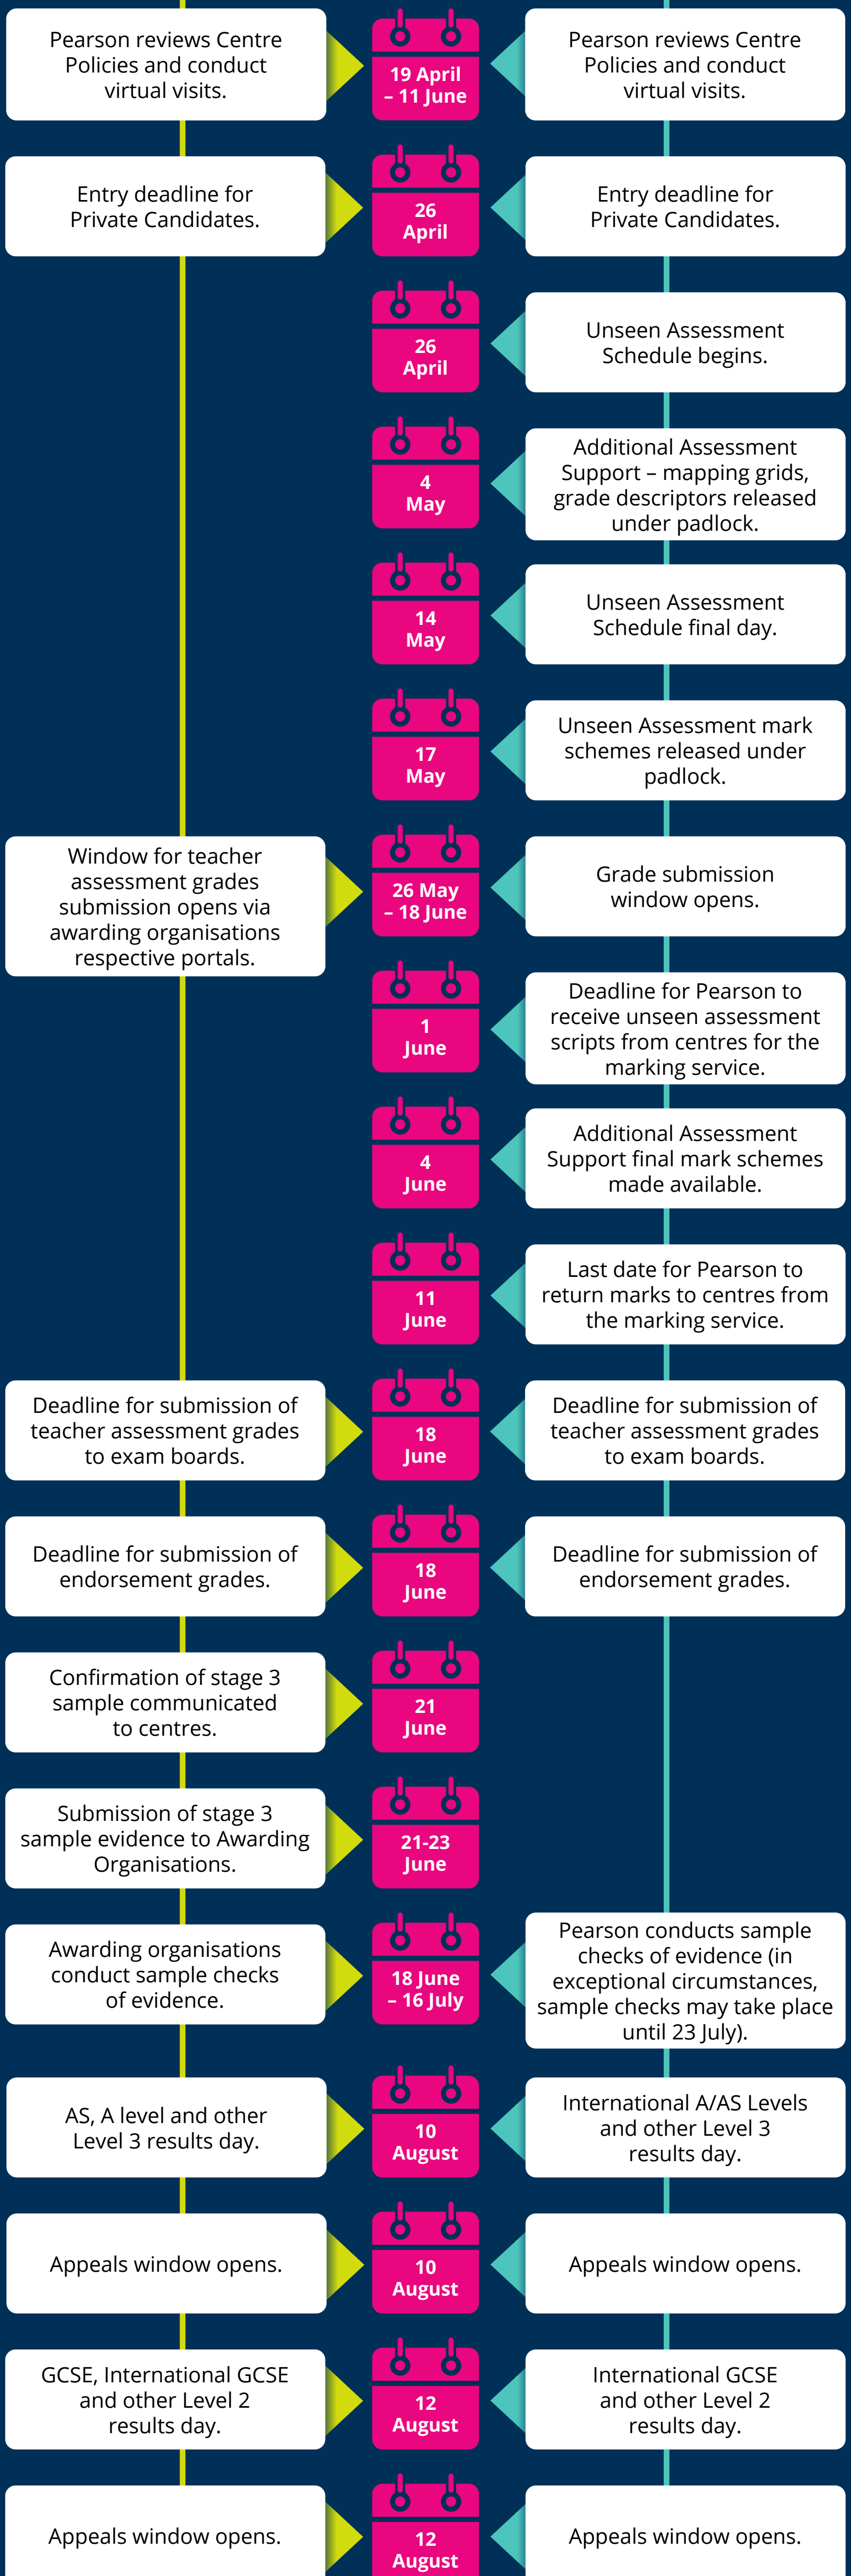 Pearson reviews Centre
Policies and conduct
virtual visits.
19 April
– 11 June
Pearson reviews Centre
Policies and conduct
virtual visits.
Entry deadline for
Private Candidates.
26
April
Entry deadline for
Private Candidates.
26
April
Unseen Assessment
Schedule begins.
4
May
Additional Assessment
Support – mapping grids,
grade descriptors released
under padlock.
14
May
Unseen Assessment
Schedule final day.
17
May
Unseen Assessment mark
schemes released under
padlock.
Window for teacher
assessment grades
submission opens via
awarding organisations
respective portals.
26 May
– 18 June
Grade submission
window opens.
1
June
Deadline for Pearson to
receive unseen assessment
scripts from centres for the
marking service.
4
June
Additional Assessment
Support final mark schemes
made available.
11
June
Last date for Pearson to
return marks to centres from
the marking service.
Deadline for submission of
teacher assessment grades
to exam boards.
18
June
Deadline for submission of
teacher assessment grades
to exam boards.
Deadline for submission of
endorsement grades.
18
June
Deadline for submission of
endorsement grades.
Confirmation of stage 3
sample communicated
to centres.
21
June
Submission of stage 3
sample evidence to Awarding
Organisations.
21-23
June
Awarding organisations
conduct sample checks
of evidence.
18 June
– 16 July
Pearson conducts sample
checks of evidence (in
exceptional circumstances,
sample checks may take place
until 23 July).
AS, A level and other
Level 3 results day.
10
August
International A/AS Levels
and other Level 3
results day.
Appeals window opens.
10
August
Appeals window opens.
GCSE, International GCSE
and other Level 2
results day.
12
August
International GCSE
and other Level 2
results day.
Appeals window opens.
12
August
Appeals window opens.